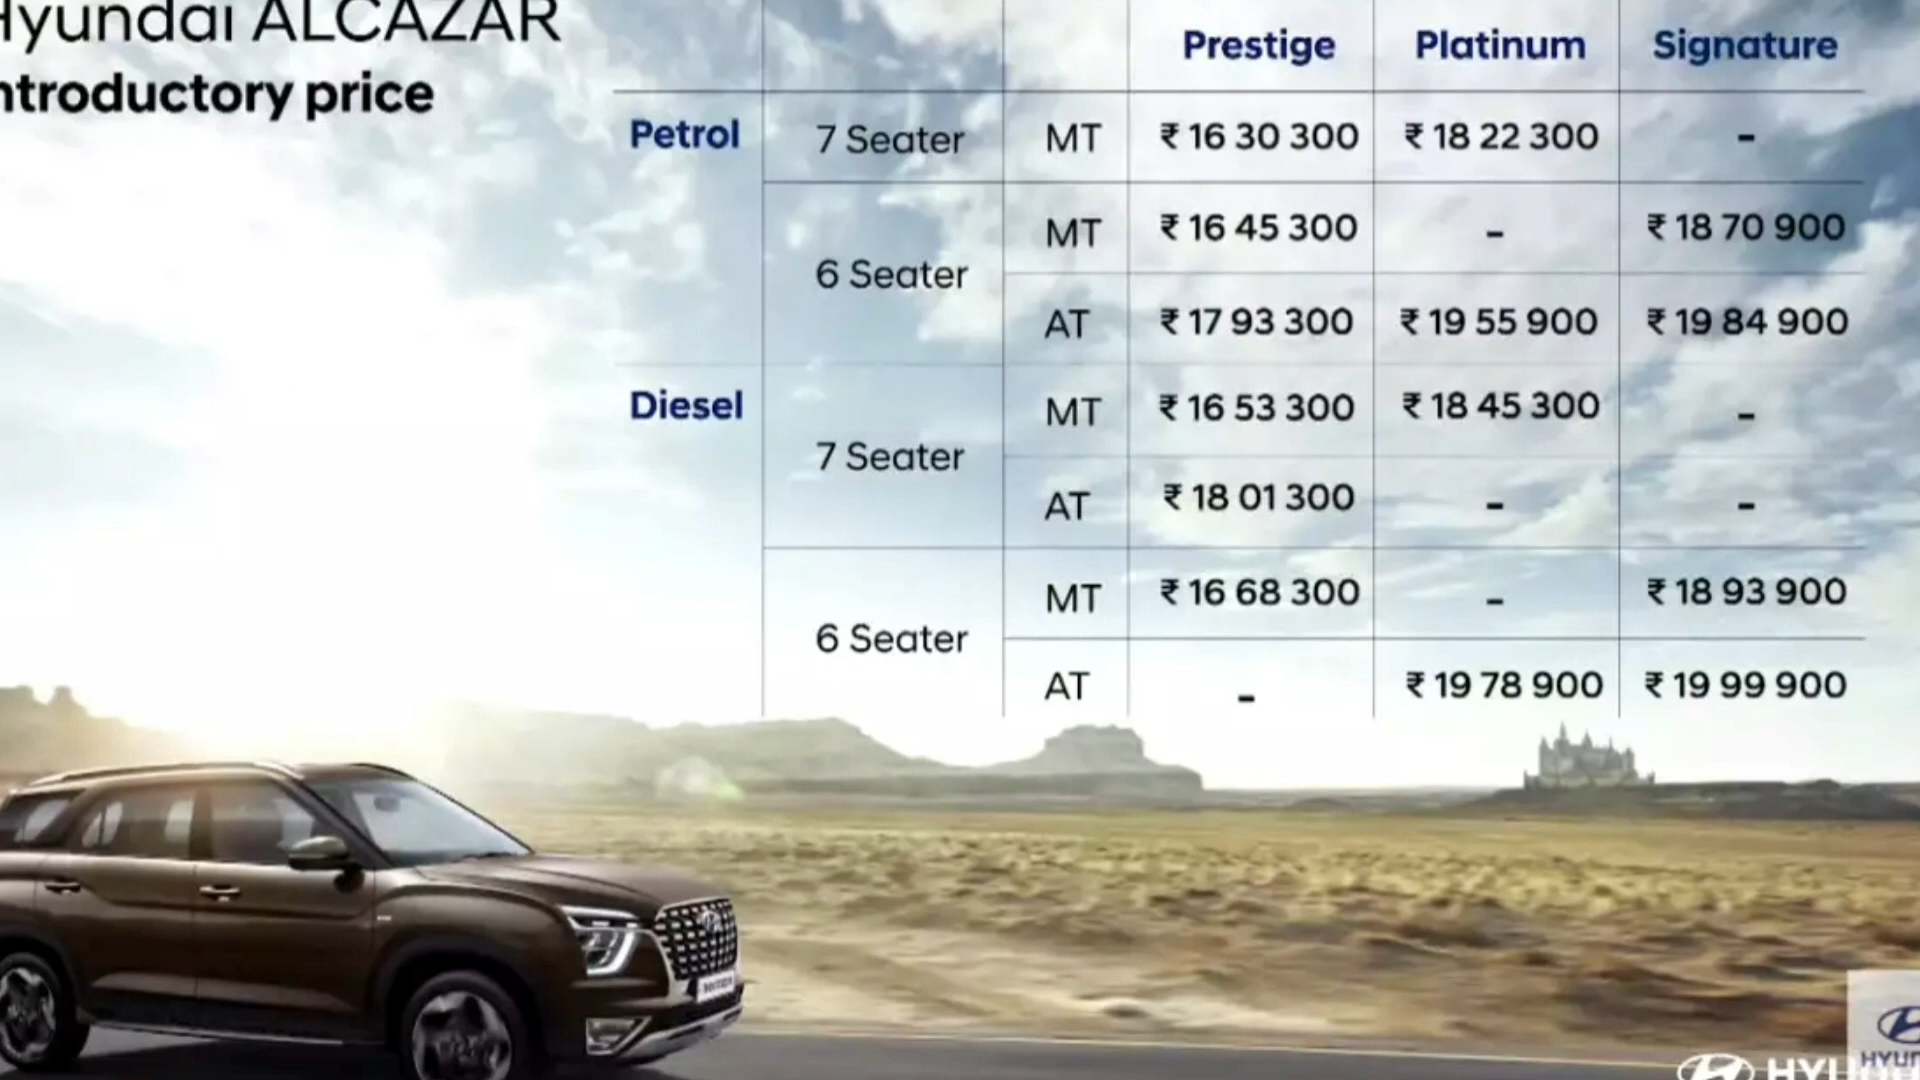 Hyundai ALCAZAR
ntroductory price
Prestige Platinum Signature
Petrol 7 Seater MT ₹ 16 30 300 ₹ 18 22 300 -
6 Seater MT ₹ 16 45 300 - ₹ 18 70 900
AT ₹ 17 93 300 ₹ 19 55 900 ₹ 19 84 900
Diesel 7 Seater MT ₹ 16 53 300 ₹ 18 45 300 -
AT ₹ 18 01 300 - -
6 Seater MT ₹ 16 68 300 - ₹ 18 93 900
AT - ₹ 19 78 900 ₹ 19 99 900